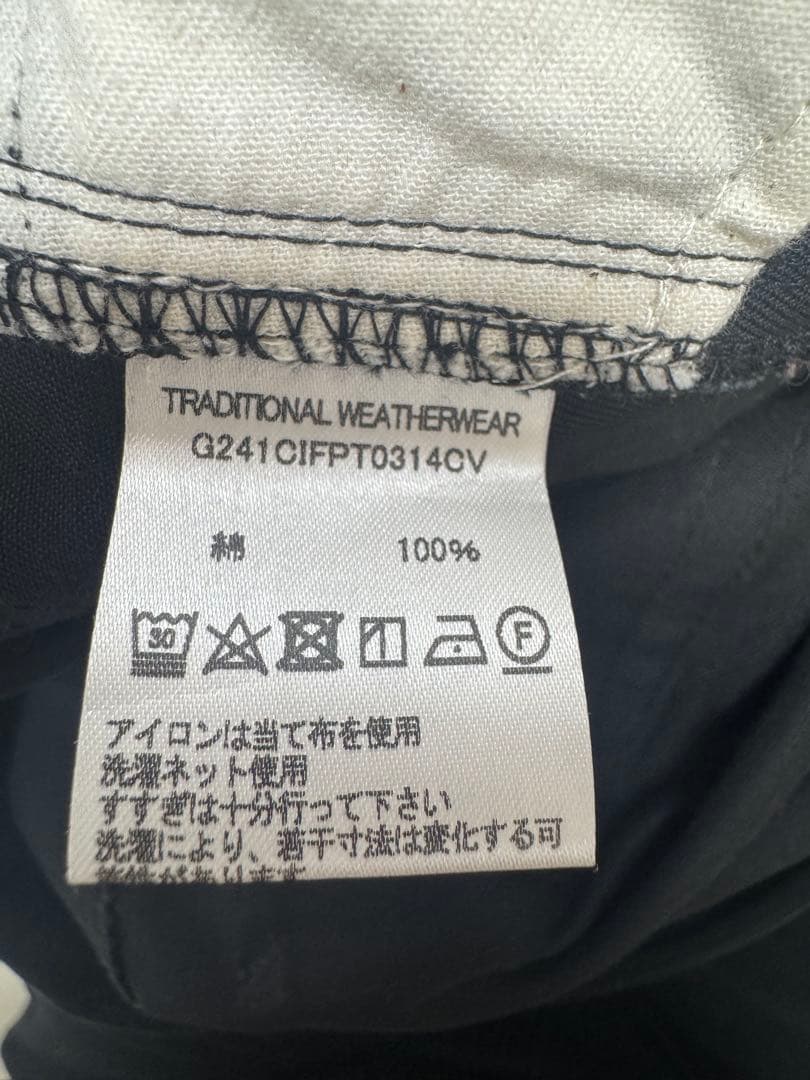 TRADITIONAL WEATHERWEAR
G241CIFPT0314CV
綿 100%
30
F
アイロンは当て布を使用
洗濯ネット使用
すすぎは十分行って下さい
洗濯により、若干寸法は変化する可